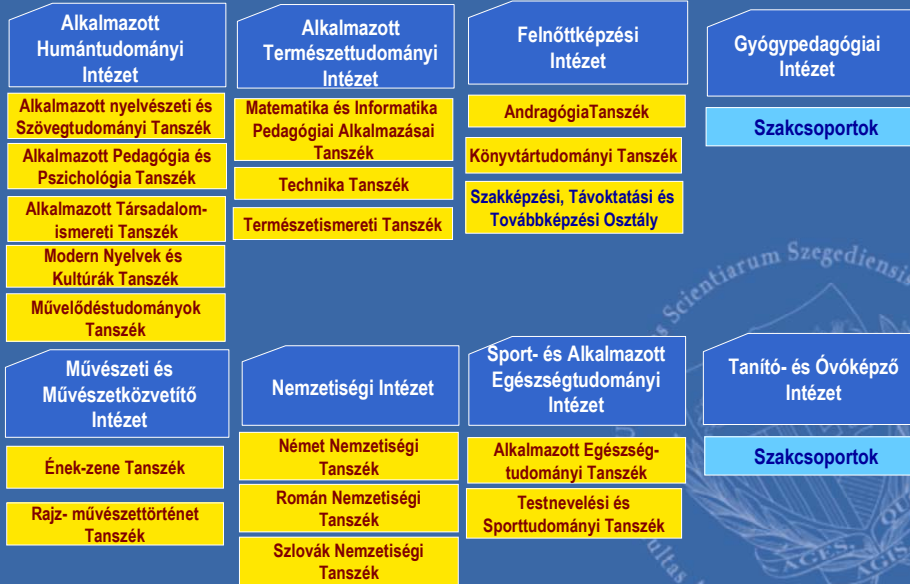 Alkalmazott
Humántudományi
Intézet
Alkalmazott nyelvészeti és
Szövegtudományi Tanszék
Alkalmazott Pedagógia és
Pszichológia Tanszék
Alkalmazott Társadalom-
ismereti Tanszék
Modern Nyelvek és
Kultúrák Tanszék
Művelődéstudományok
Tanszék
Alkalmazott
Természettudományi
Intézet
Matematika és Informatika
Pedagógiai Alkalmazásai
Tanszék
Technika Tanszék
Természetismereti Tanszék
Felnőttképzési
Intézet
AndragógiaTanszék
Könyvtártudományi Tanszék
Szakképzési, Távoktatási és
Továbbképzési Osztály
Gyógypedagógiai
Intézet
Szakcsoportok
Művészeti és
Művészetközvetítő
Intézet
Ének-zene Tanszék
Rajz- művészettörténet
Tanszék
Nemzetiségi Intézet
Német Nemzetiségi
Tanszék
Román Nemzetiségi
Tanszék
Szlovák Nemzetiségi
Tanszék
Sport- és Alkalmazott
Egészségtudományi
Intézet
Alkalmazott Egészség-
tudományi Tanszék
Testnevelési és
Sporttudományi Tanszék
Tanító- és Óvóképző
Intézet
Szakcsoportok
Scientiarum Szegediensis